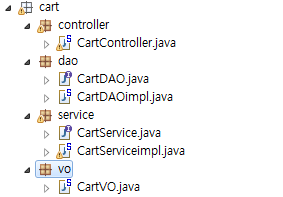 cart
controller
CartController.java
dao
CartDAO.java
CartDAOimpl.java
service
CartService.java
CartServiceimpl.java
vo
CartVO.java